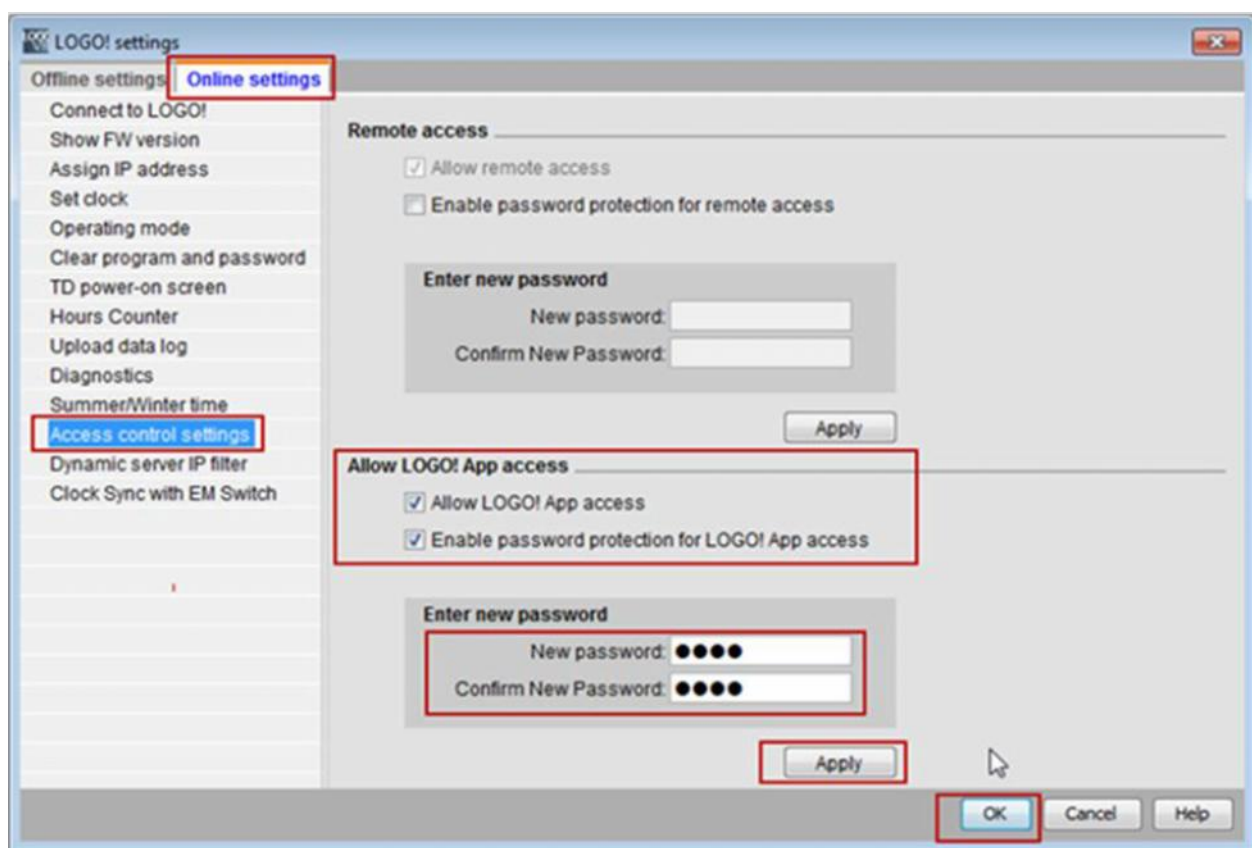 LOGO! settings
Offline settings Online settings
Connect to LOGO!
Show FW version
Assign IP address
Set clock
Operating mode
Clear program and password
TD power-on screen
Hours Counter
Upload data log
Diagnostics
Summer/Winter time
Access control settings
Dynamic server IP filter
Clock Sync with EM Switch
Remote access
Allow remote access
Enable password protection for remote access
Enter new password
New password:
Confirm New Password:
Apply
Allow LOGO! App access
Allow LOGO! App access
Enable password protection for LOGO! App access
Enter new password
New password: ●●●●
Confirm New Password: ●●●●
Apply
OK Cancel Help